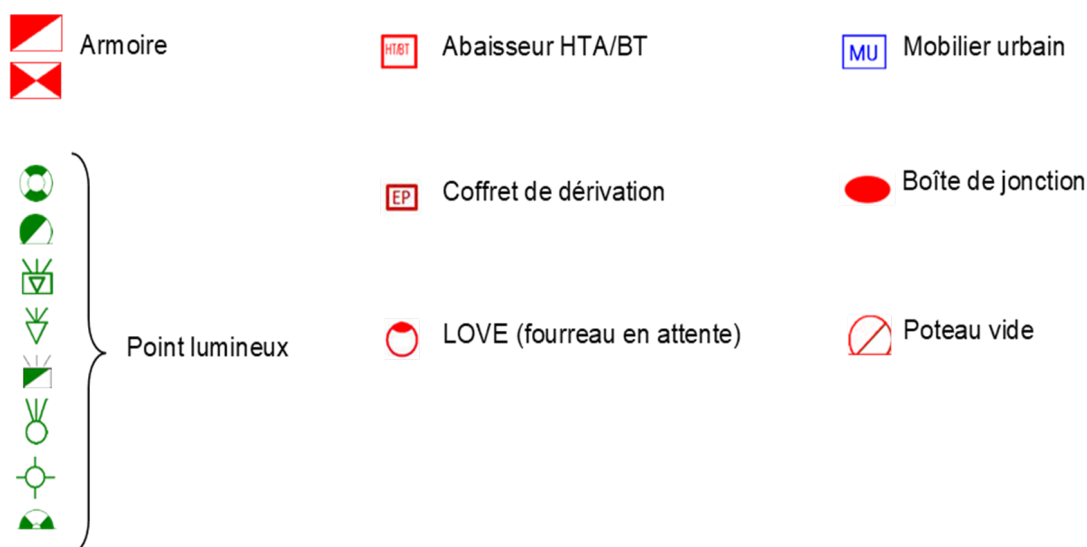 Armoire
HT/BT
Abaisseur HTA/BT
MU
Mobilier urbain
EP
Coffret de dérivation
Boîte de jonction
Point lumineux
LOVE (fourreau en attente)
Poteau vide